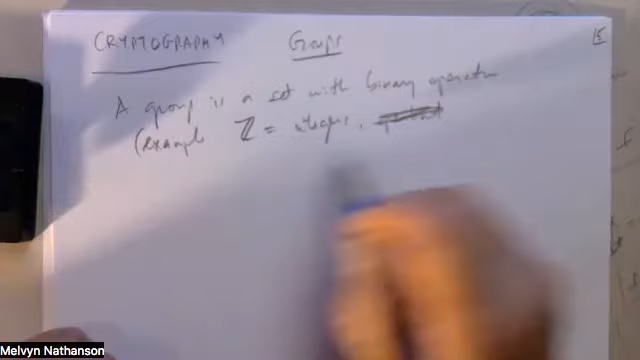 CRYPTOGRAPHY Groups 15
A group is a set with binary operation
(example ℤ = integers,
Melvyn Nathanson